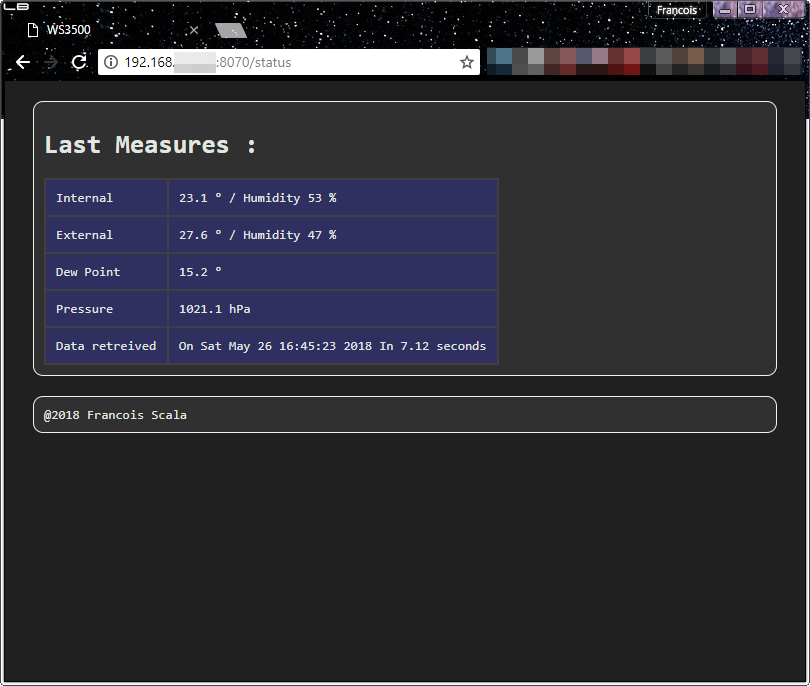 François
WS3500
192.168. :8070/status
Last Measures :
Internal 23.1 ° / Humidity 53 %
External 27.6 ° / Humidity 47 %
Dew Point 15.2 °
Pressure 1021.1 hPa
Data retreived On Sat May 26 16:45:23 2018 In 7.12 seconds
@2018 Francois Scala